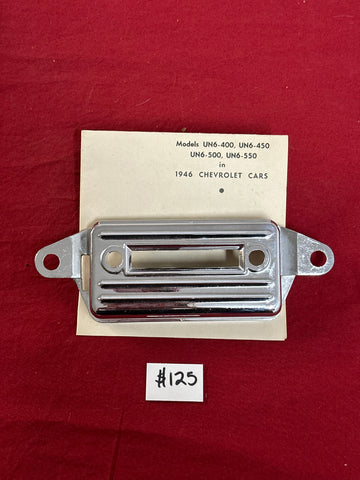 Models UN6-400, UN6-450
UN6-500, UN6-550
in
1946 CHEVROLET CARS
#125